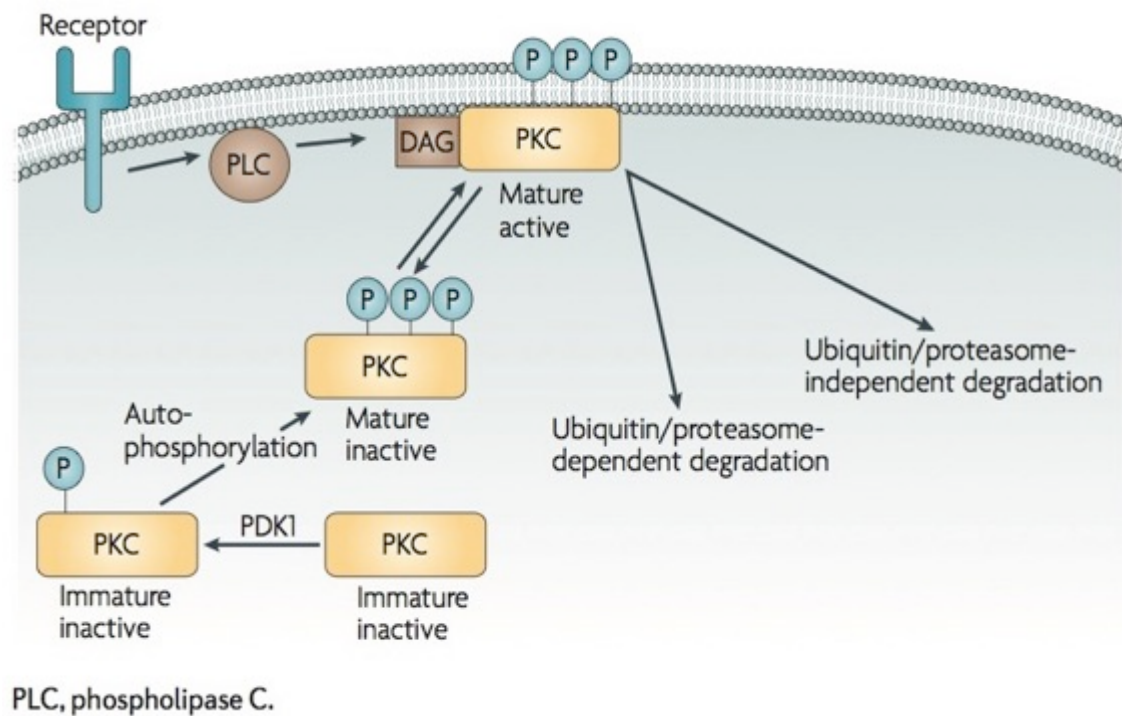 Receptor
P P P
DAG
PKC
PLC
Mature
active
P P P
PKC
Mature
inactive
Ubiquitin/proteasome-
independent degradation
Ubiquitin/proteasome-
dependent degradation
Auto-
phosphorylation
P
PKC
PDK1
PKC
Immature
inactive
Immature
inactive
PLC, phospholipase C.